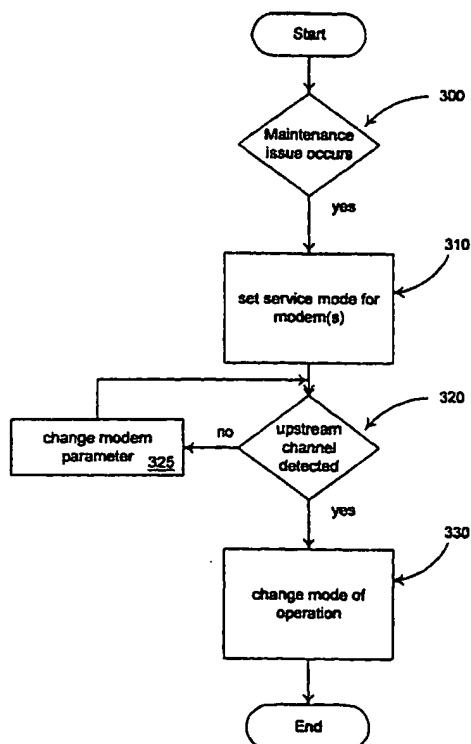 Start
300
Maintenance
issue occurs
yes
310
set service mode for
modem(s)
320
upstream
channel
detected
no
change modem
parameter 325
yes
330
change mode of
operation
End